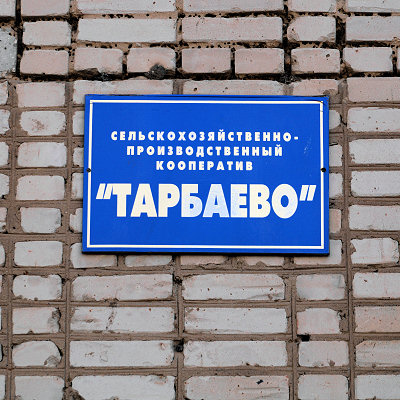 СЕЛЬСКОХОЗЯЙСТВЕННО-
ПРОИЗВОДСТВЕННЫЙ
КООПЕРАТИВ
“ТАРБАЕВО”